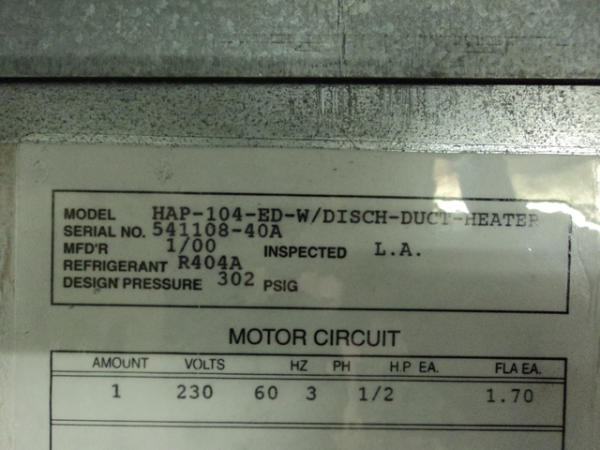 MODEL HAP-104-ED-W/DISCH-DUCT-HEATER
SERIAL NO. 541108-40A
MFD'R 1/00 INSPECTED L.A.
REFRIGERANT R404A
DESIGN PRESSURE 302 PSIG
MOTOR CIRCUIT
AMOUNT VOLTS HZ PH H.P EA. FLA EA.
1 230 60 3 1/2 1.70